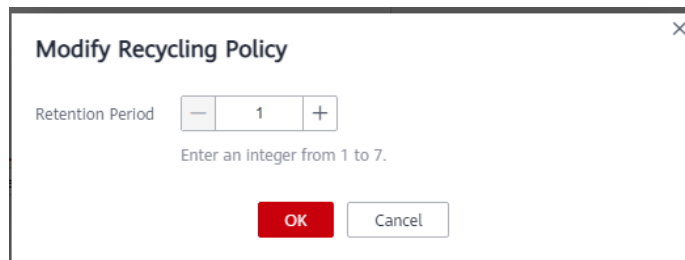 Modify Recycling Policy
Retention Period 1
Enter an integer from 1 to 7.
OK Cancel